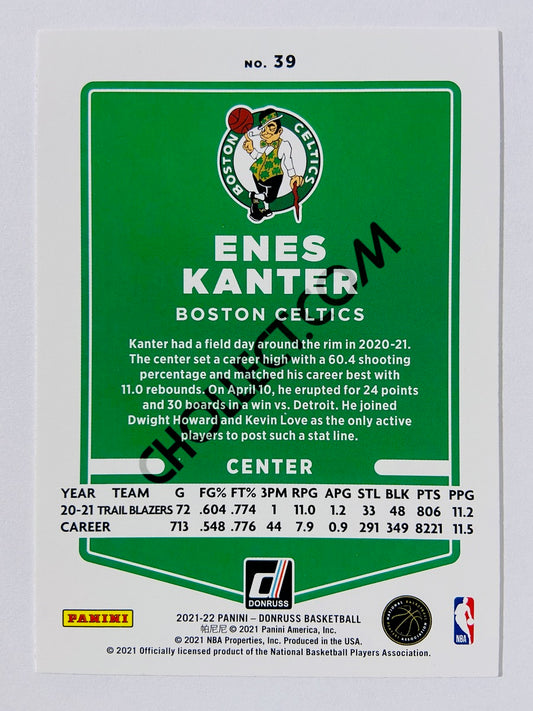 NO. 39
BOSTON CELTICS
ENES
KANTER
BOSTON CELTICS
Kanter had a field day around the rim in 2020-21.
The center set a career high with a 60.4 shooting
percentage and matched his career best with
11.0 rebounds. On April 10, he erupted for 24 points
and 30 boards in a win vs. Detroit. He joined
Dwight Howard and Kevin Love as the only active
players to post such a stat line.
CHOLLECT.COM
CENTER
YEAR TEAM G FG% FT% 3PM RPG APG STL BLK PTS PPG
20-21 TRAIL BLAZERS 72 .604 .774 1 11.0 1.2 33 48 806 11.2
CAREER 713 .548 .776 44 7.9 0.9 291 349 8221 11.5
DONRUSS
PANINI
2021-22 PANINI – DONRUSS BASKETBALL
帕尼尼 © 2021 Panini America, Inc.
© 2021 NBA Properties, Inc. Produced in the USA.
© 2021 Officially licensed product of the National Basketball Players Association.
NATIONAL BASKETBALL
PLAYERS ASSOCIATION
NBA